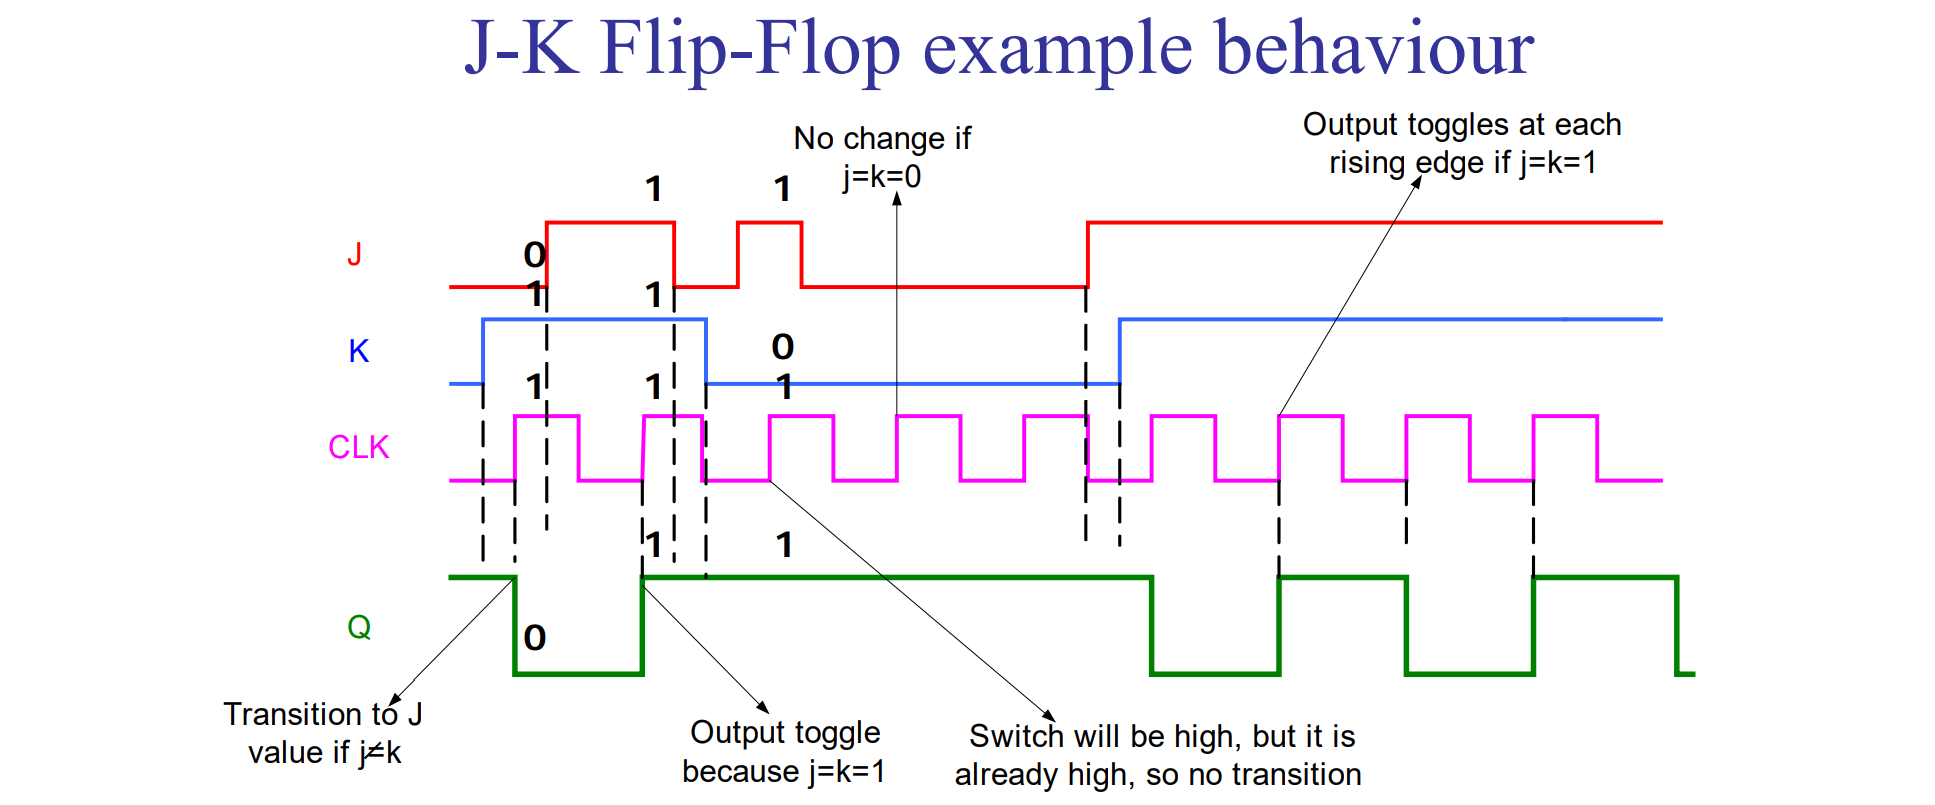 J-K Flip-Flop example behaviour
No change if
j=k=0
Output toggles at each
rising edge if j=k=1
1 1
J 0
1 1
K 0
1 1 1
CLK
1 1
Q 0
Transition to J
value if j≠k
Output toggle
because j=k=1
Switch will be high, but it is
already high, so no transition